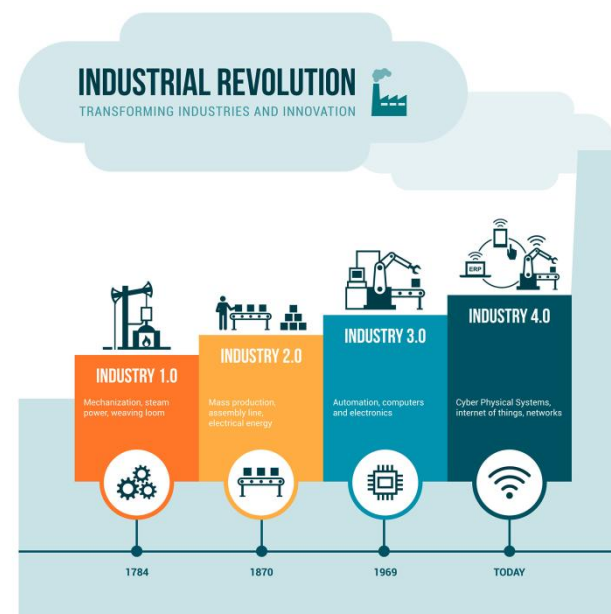 INDUSTRIAL REVOLUTION
TRANSFORMING INDUSTRIES AND INNOVATION
INDUSTRY 1.0
Mechanization, steam
power, weaving loom
INDUSTRY 2.0
Mass production,
assembly line,
electrical energy
INDUSTRY 3.0
Automation, computers
and electronics
ERP
INDUSTRY 4.0
Cyber Physical Systems,
internet of things, networks
1784
1870
1969
TODAY